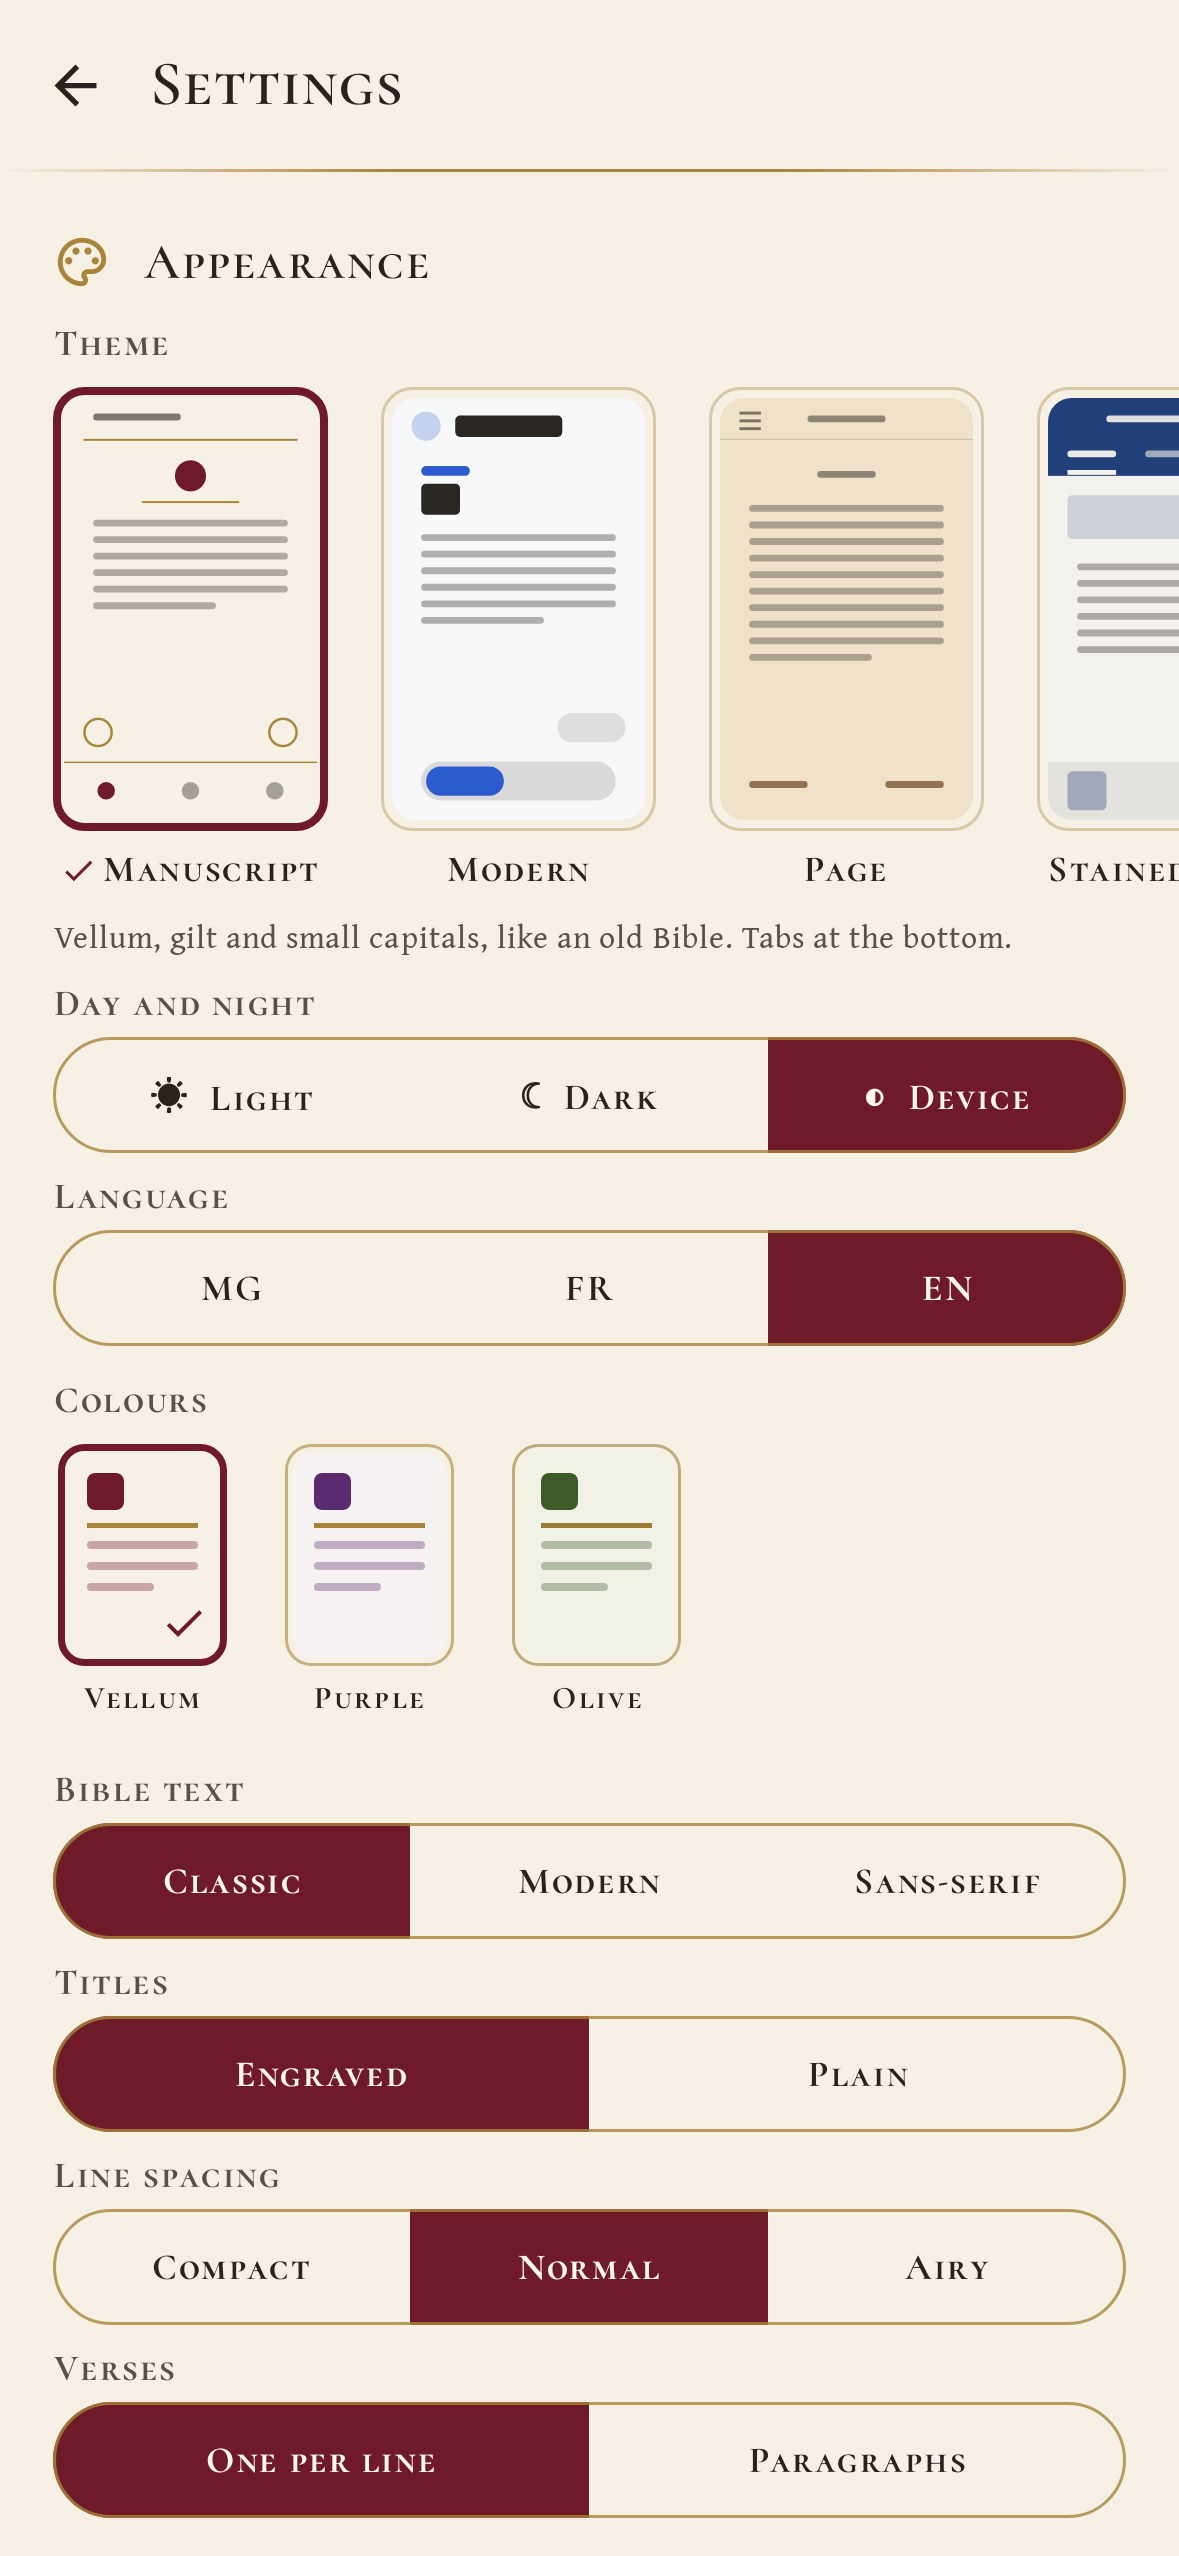 Settings
Appearance
Theme
Manuscript
Modern
Page
Stained
Vellum, gilt and small capitals, like an old Bible. Tabs at the bottom.
Day and night
Light
Dark
Device
Language
MG
FR
EN
Colours
Vellum
Purple
Olive
Bible text
Classic
Modern
Sans-serif
Titles
Engraved
Plain
Line spacing
Compact
Normal
Airy
Verses
One per line
Paragraphs